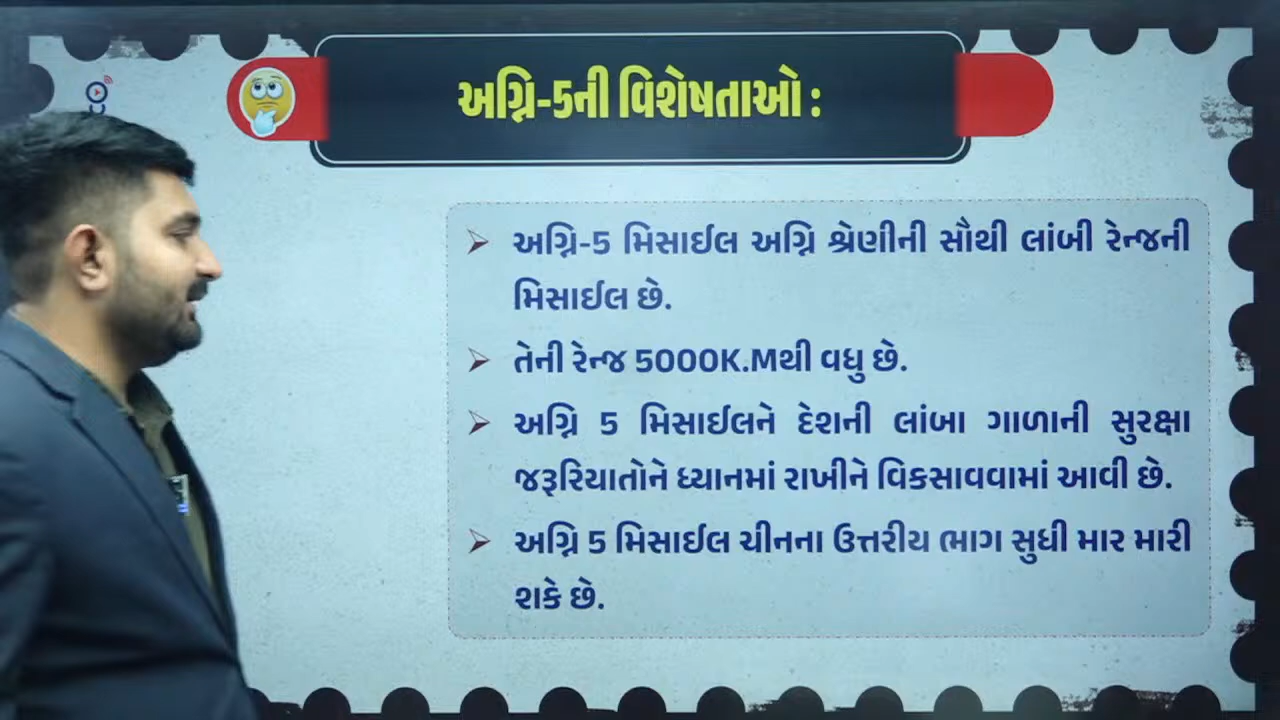 અગ્નિ-5ની વિશેષતાઓ :
અગ્નિ-5 મિસાઈલ અગ્નિ શ્રેણીની સૌથી લાંબી રેન્જની
મિસાઈલ છે.
તેની રેન્જ 5000K.Mથી વધુ છે.
અગ્નિ 5 મિસાઈલને દેશની લાંબા ગાળાની સુરક્ષા
જરૂરિયાતોને ધ્યાનમાં રાખીને વિકસાવવામાં આવી છે.
અગ્નિ 5 મિસાઈલ ચીનના ઉત્તરીય ભાગ સુધી માર મારી
શકે છે.